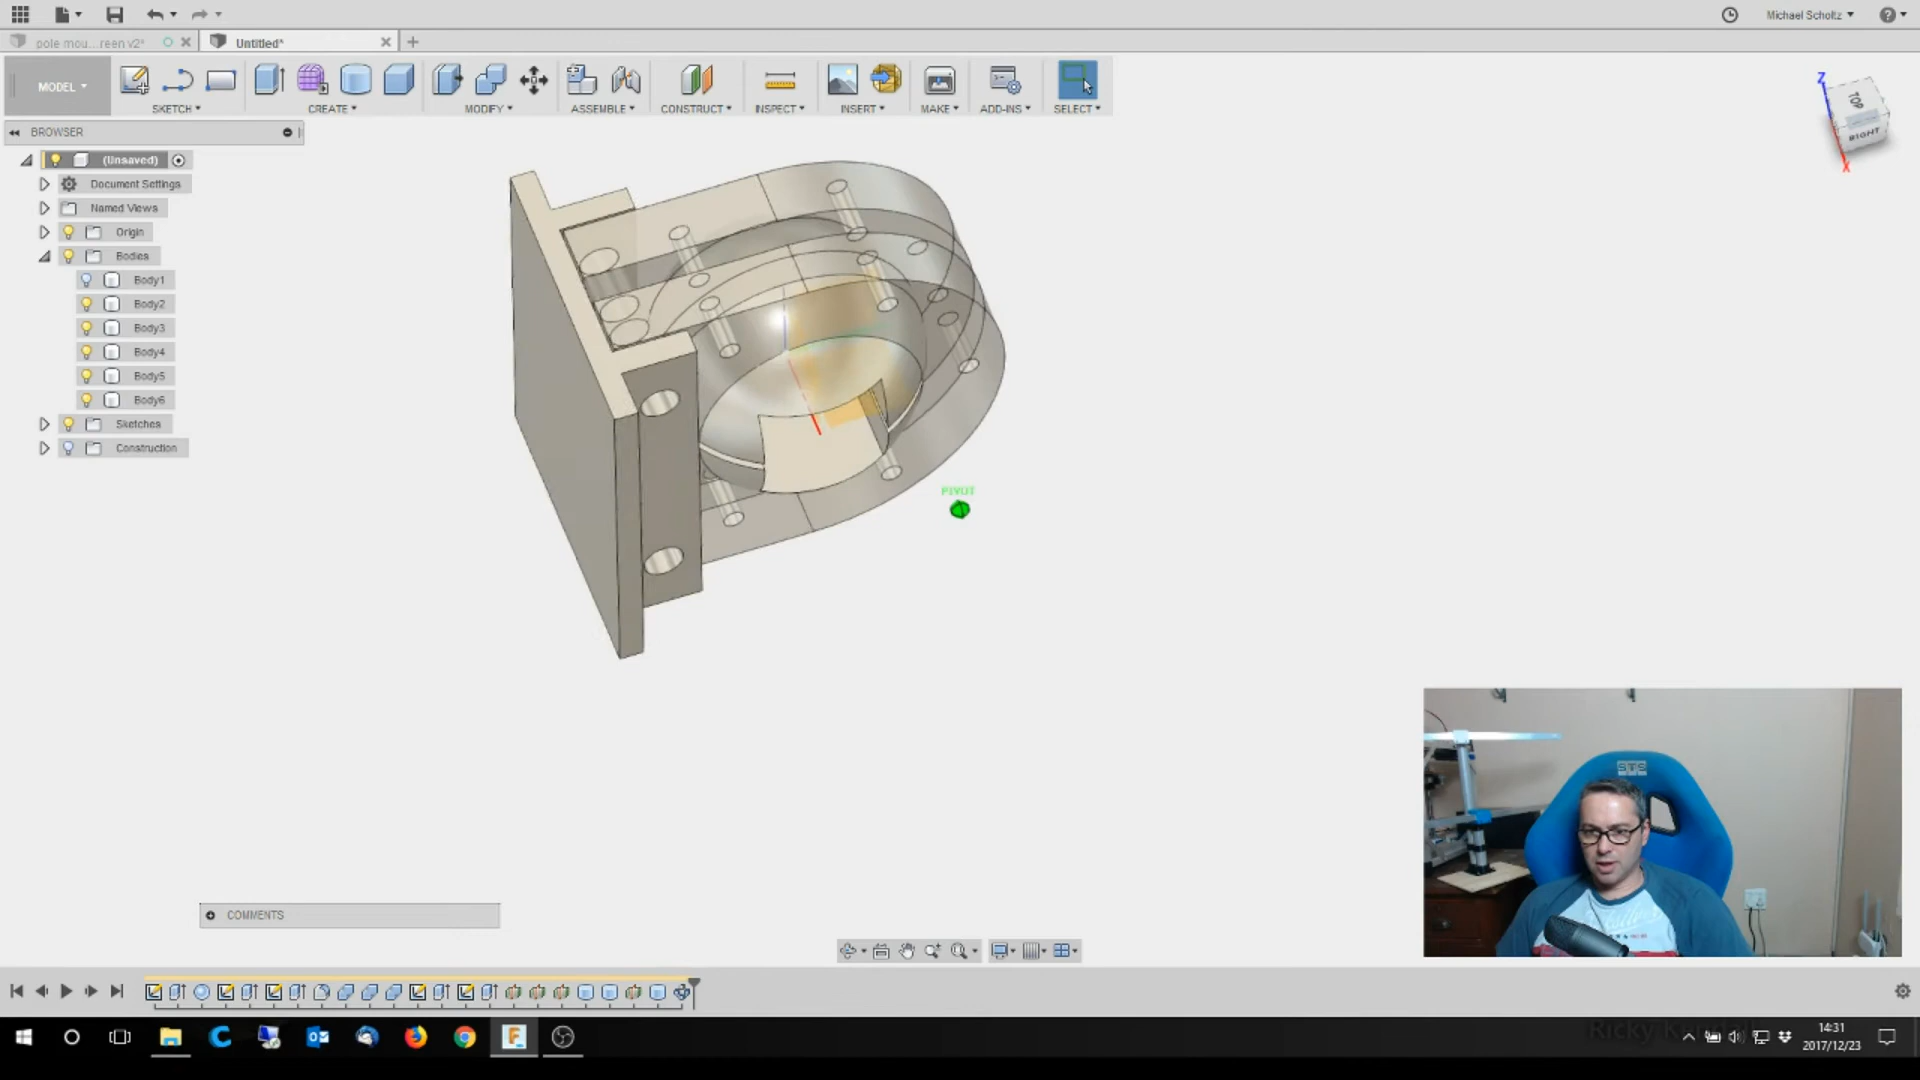 Michael Scholtz
pole mou...reen v2*
Untitled*
MODEL
SKETCH
CREATE
MODIFY
ASSEMBLE
CONSTRUCT
INSPECT
INSERT
MAKE
ADD-INS
SELECT
Z
TOP
RIGHT
X
BROWSER
(Unsaved)
Document Settings
Named Views
Origin
Bodies
Body1
Body2
Body3
Body4
Body5
Body6
Sketches
Construction
PIVOT
STS
COMMENTS
14:31
2017/12/23